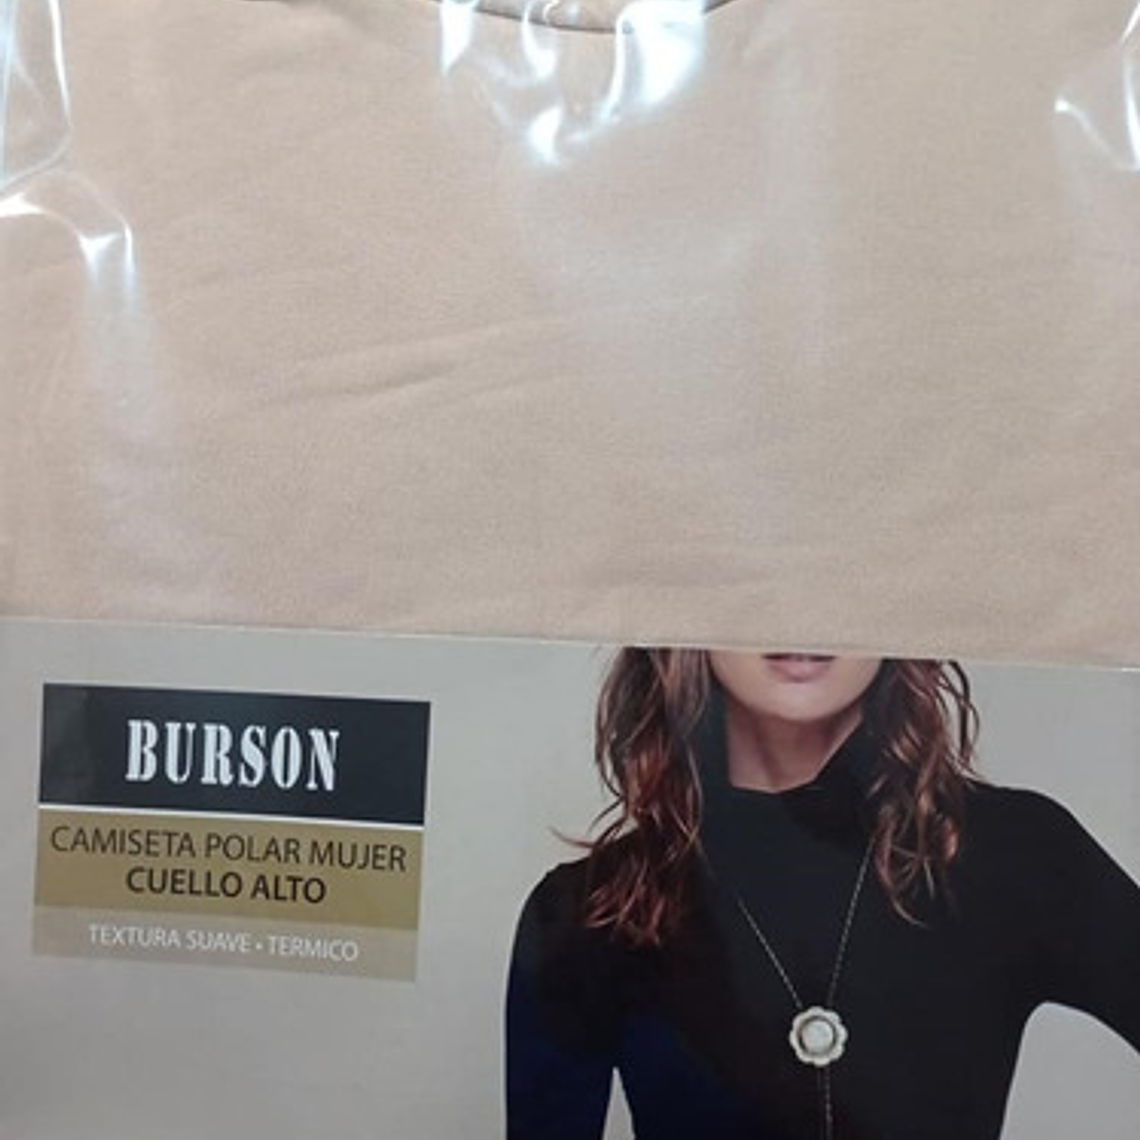 BURSON
CAMISETA POLAR MUJER
CUELLO ALTO
TEXTURA SUAVE • TERMICO